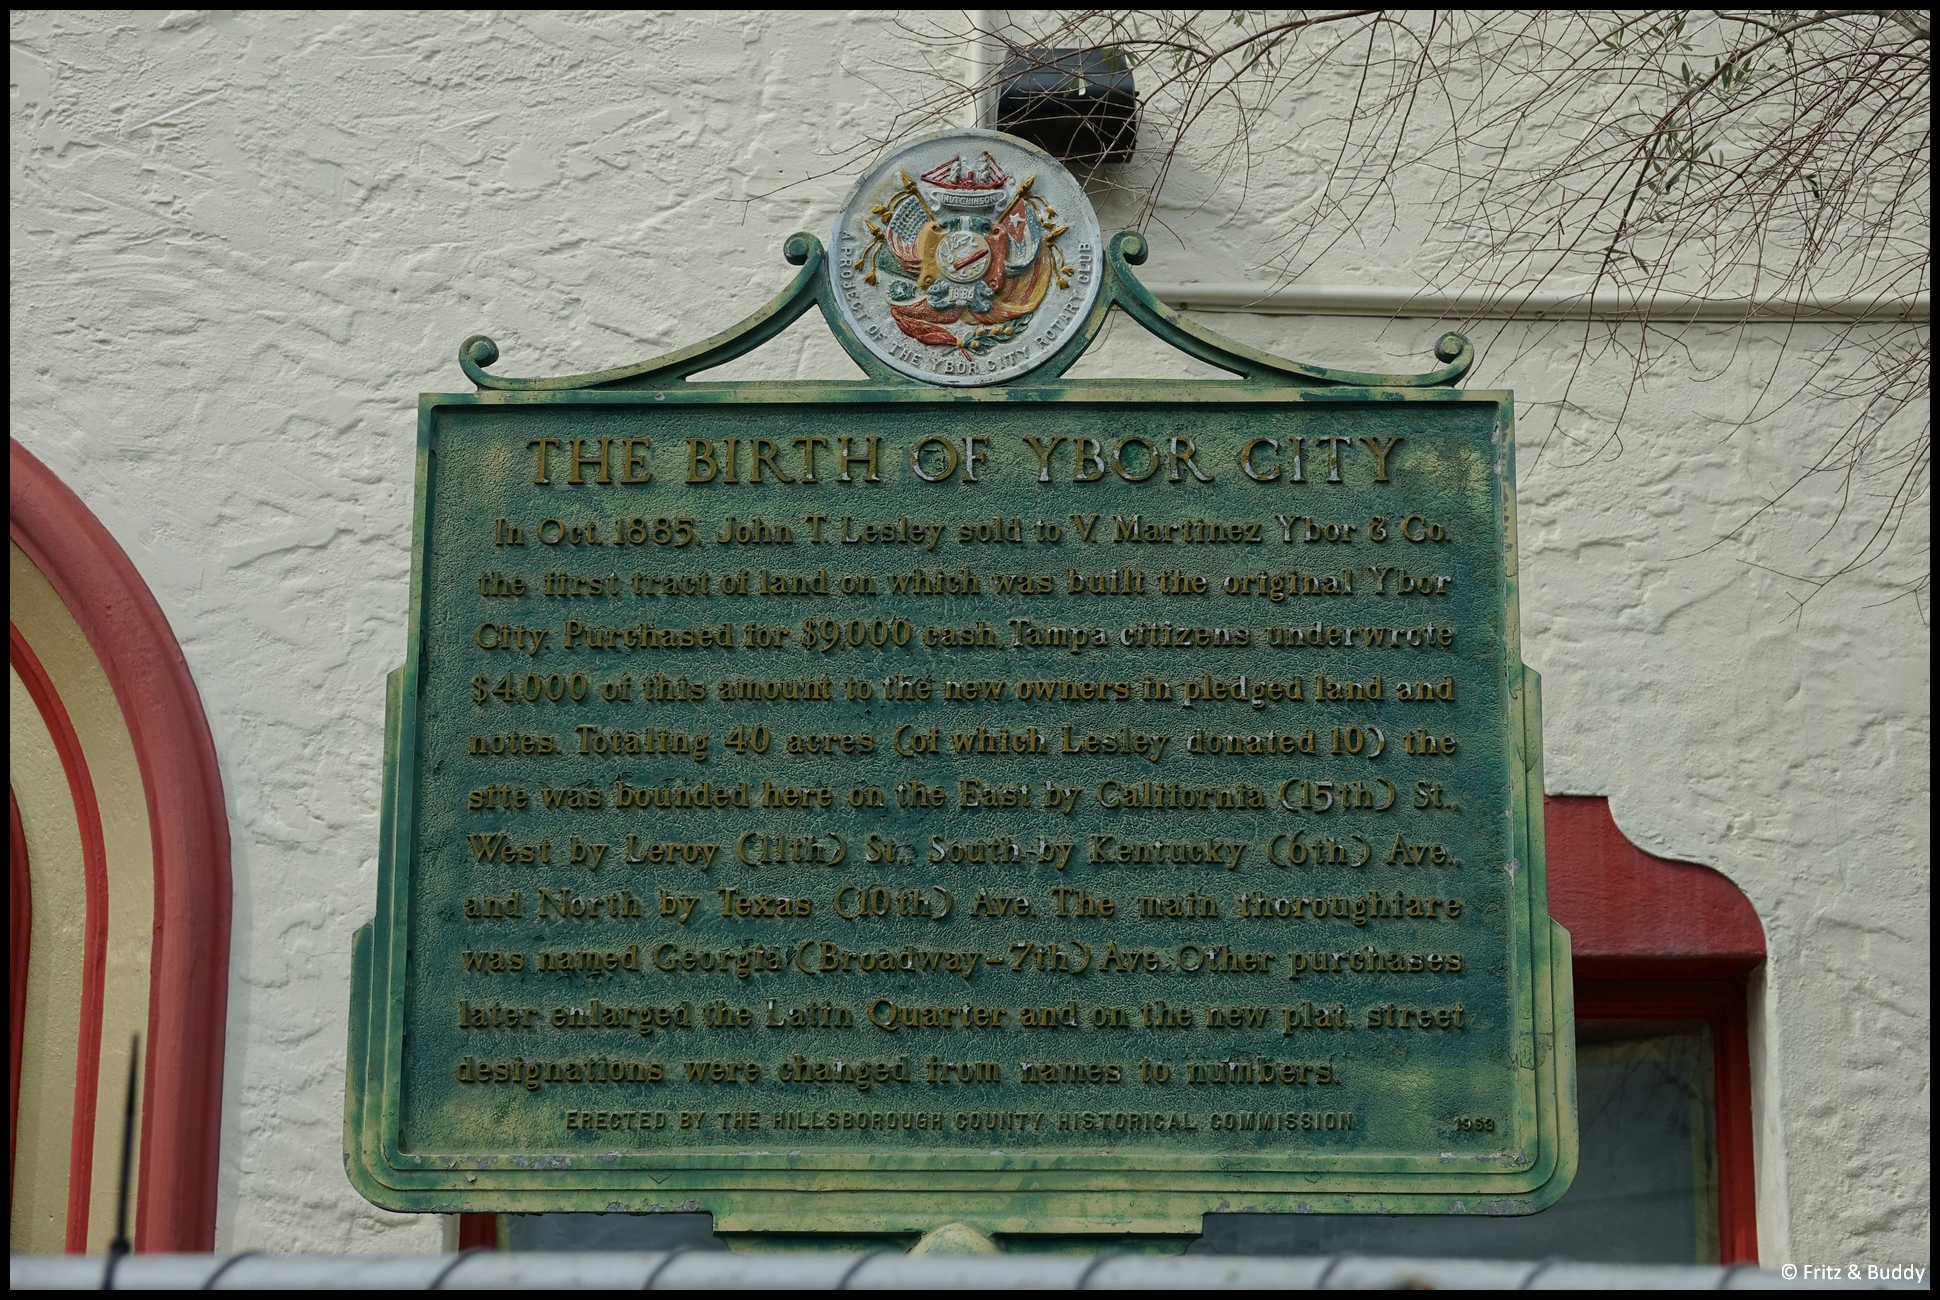 HUTCHINSON
1886
A PROJECT OF THE YBOR CITY ROTARY CLUB
THE BIRTH OF YBOR CITY
In Oct. 1885, John T. Lesley sold to V. Martinez Ybor & Co.
the first tract of land on which was built the original Ybor
City. Purchased for $9,000 cash, Tampa citizens underwrote
$4,000 of this amount to the new owners in pledged land and
notes. Totaling 40 acres (of which Lesley donated 10) the
site was bounded here on the East by California (15th) St.,
West by Leroy (11th) St., South by Kentucky (6th) Ave.,
and North by Texas (10th) Ave. The main thoroughfare
was named Georgia (Broadway-7th) Ave. Other purchases
later enlarged the Latin Quarter and on the new plat, street
designations were changed from names to numbers.
ERECTED BY THE HILLSBOROUGH COUNTY HISTORICAL COMMISSION 1963
© Fritz & Buddy